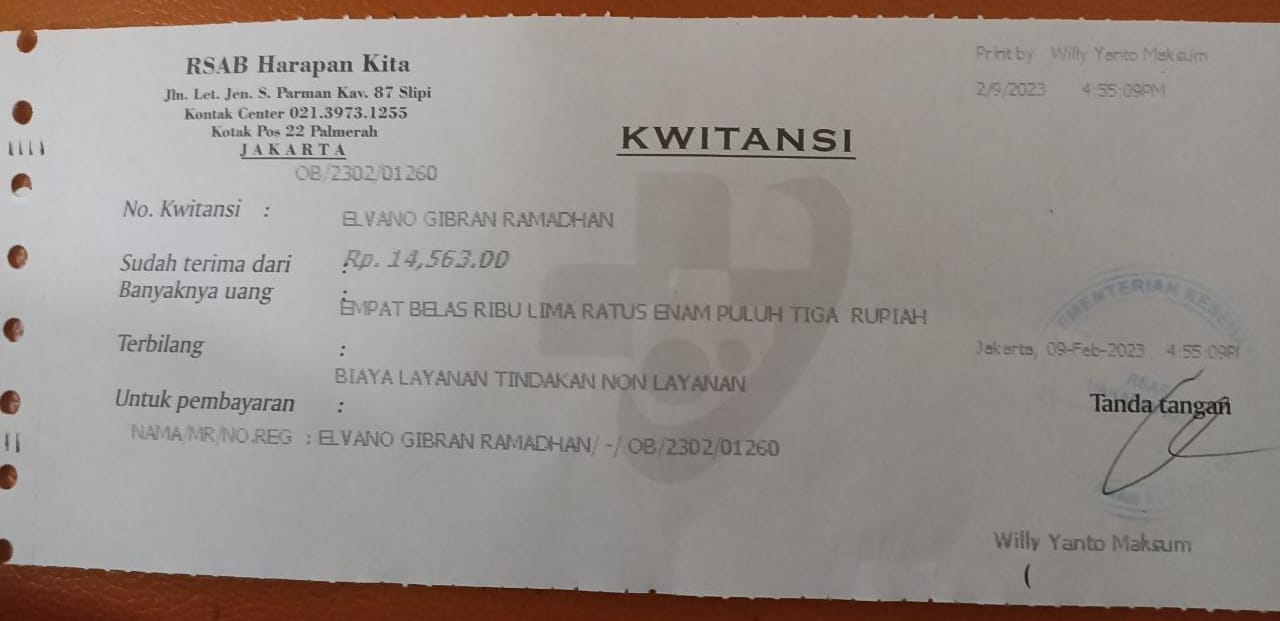 RSAB Harapan Kita
Jln. Let. Jen. S. Parman Kav. 87 Slipi
Kontak Center 021.3973.1255
Kotak Pos 22 Palmerah
JAKARTA
OB/2302/01260
Print by Willy Yanto Maksum
2/9/2023 4:55:09PM
KWITANSI
No. Kwitansi :
ELVANO GIBRAN RAMADHAN
Sudah terima dari :
Rp. 14,563.00
Banyaknya uang :
EMPAT BELAS RIBU LIMA RATUS ENAM PULUH TIGA RUPIAH
Terbilang :
BIAYA LAYANAN TINDAKAN NON LAYANAN
Untuk pembayaran :
NAMA/MR/NO.REG : ELVANO GIBRAN RAMADHAN/ -/ OB/2302/01260
EMENTERIAN KESEHA
Jakarta, 09-Feb-2023 4:55:09P
Tanda tangan
Willy Yanto Maksum
(